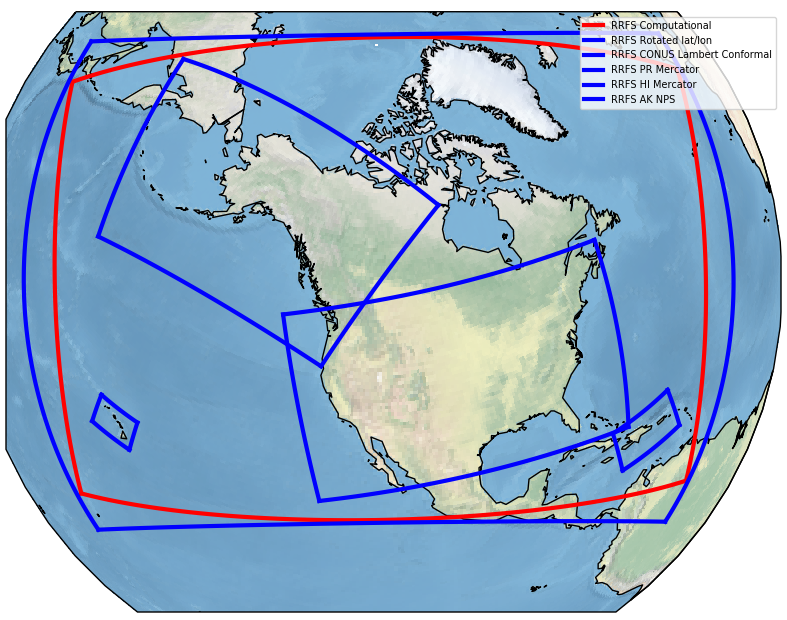 RRFS Computational
RRFS Rotated lat/lon
RRFS CONUS Lambert Conformal
RRFS PR Mercator
RRFS HI Mercator
RRFS AK NPS